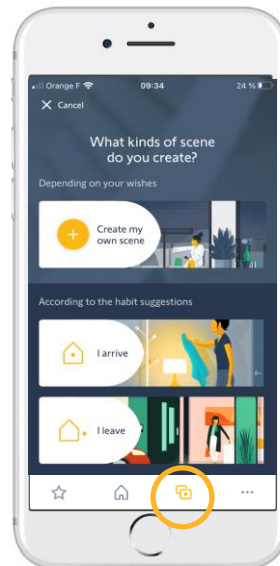 Orange F 09:34 24 %
X Cancel
What kinds of scene
do you create?
Depending on your wishes
Create my
own scene
According to the habit suggestions
I arrive
I leave